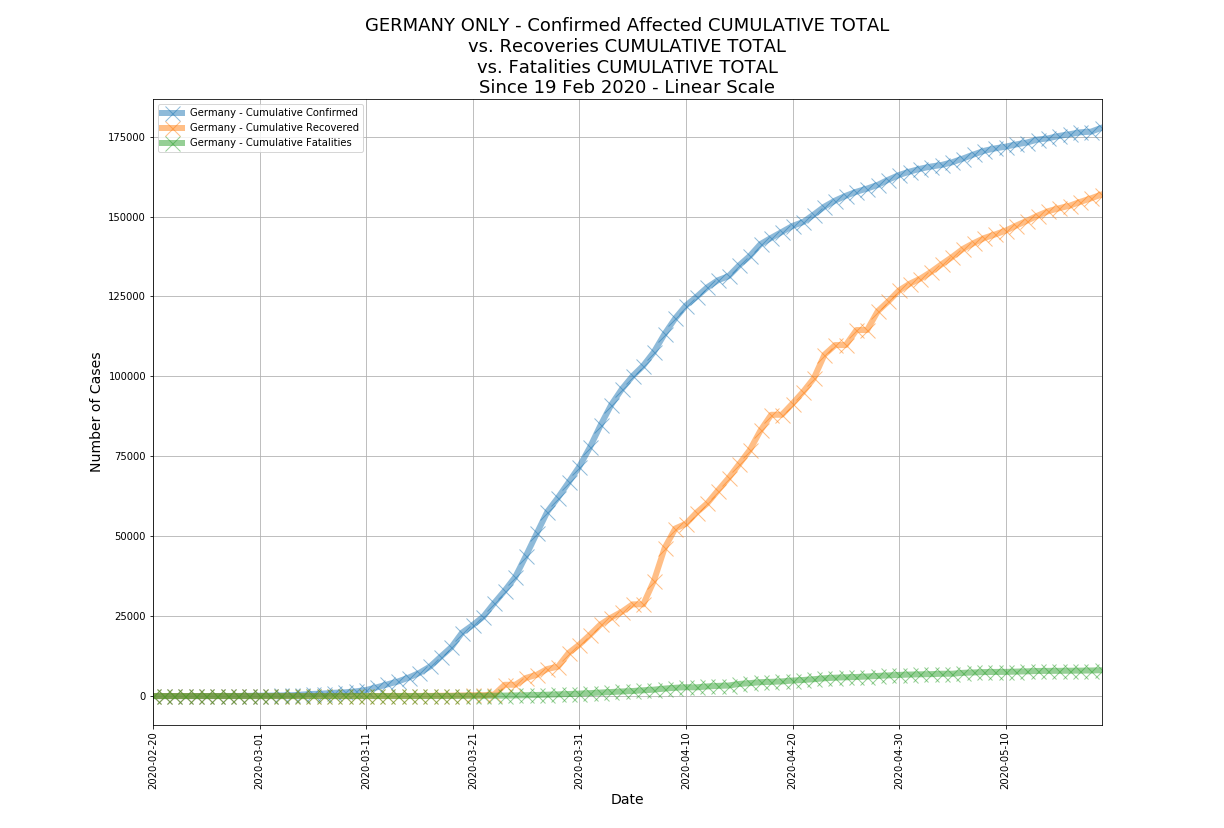 GERMANY ONLY - Confirmed Affected CUMULATIVE TOTAL
vs. Recoveries CUMULATIVE TOTAL
vs. Fatalities CUMULATIVE TOTAL
Since 19 Feb 2020 - Linear Scale
Germany - Cumulative Confirmed
Germany - Cumulative Recovered
Germany - Cumulative Fatalities
Number of Cases
175000
150000
125000
100000
75000
50000
25000
0
2020-02-20
2020-03-01
2020-03-11
2020-03-21
2020-03-31
2020-04-10
2020-04-20
2020-04-30
2020-05-10
Date